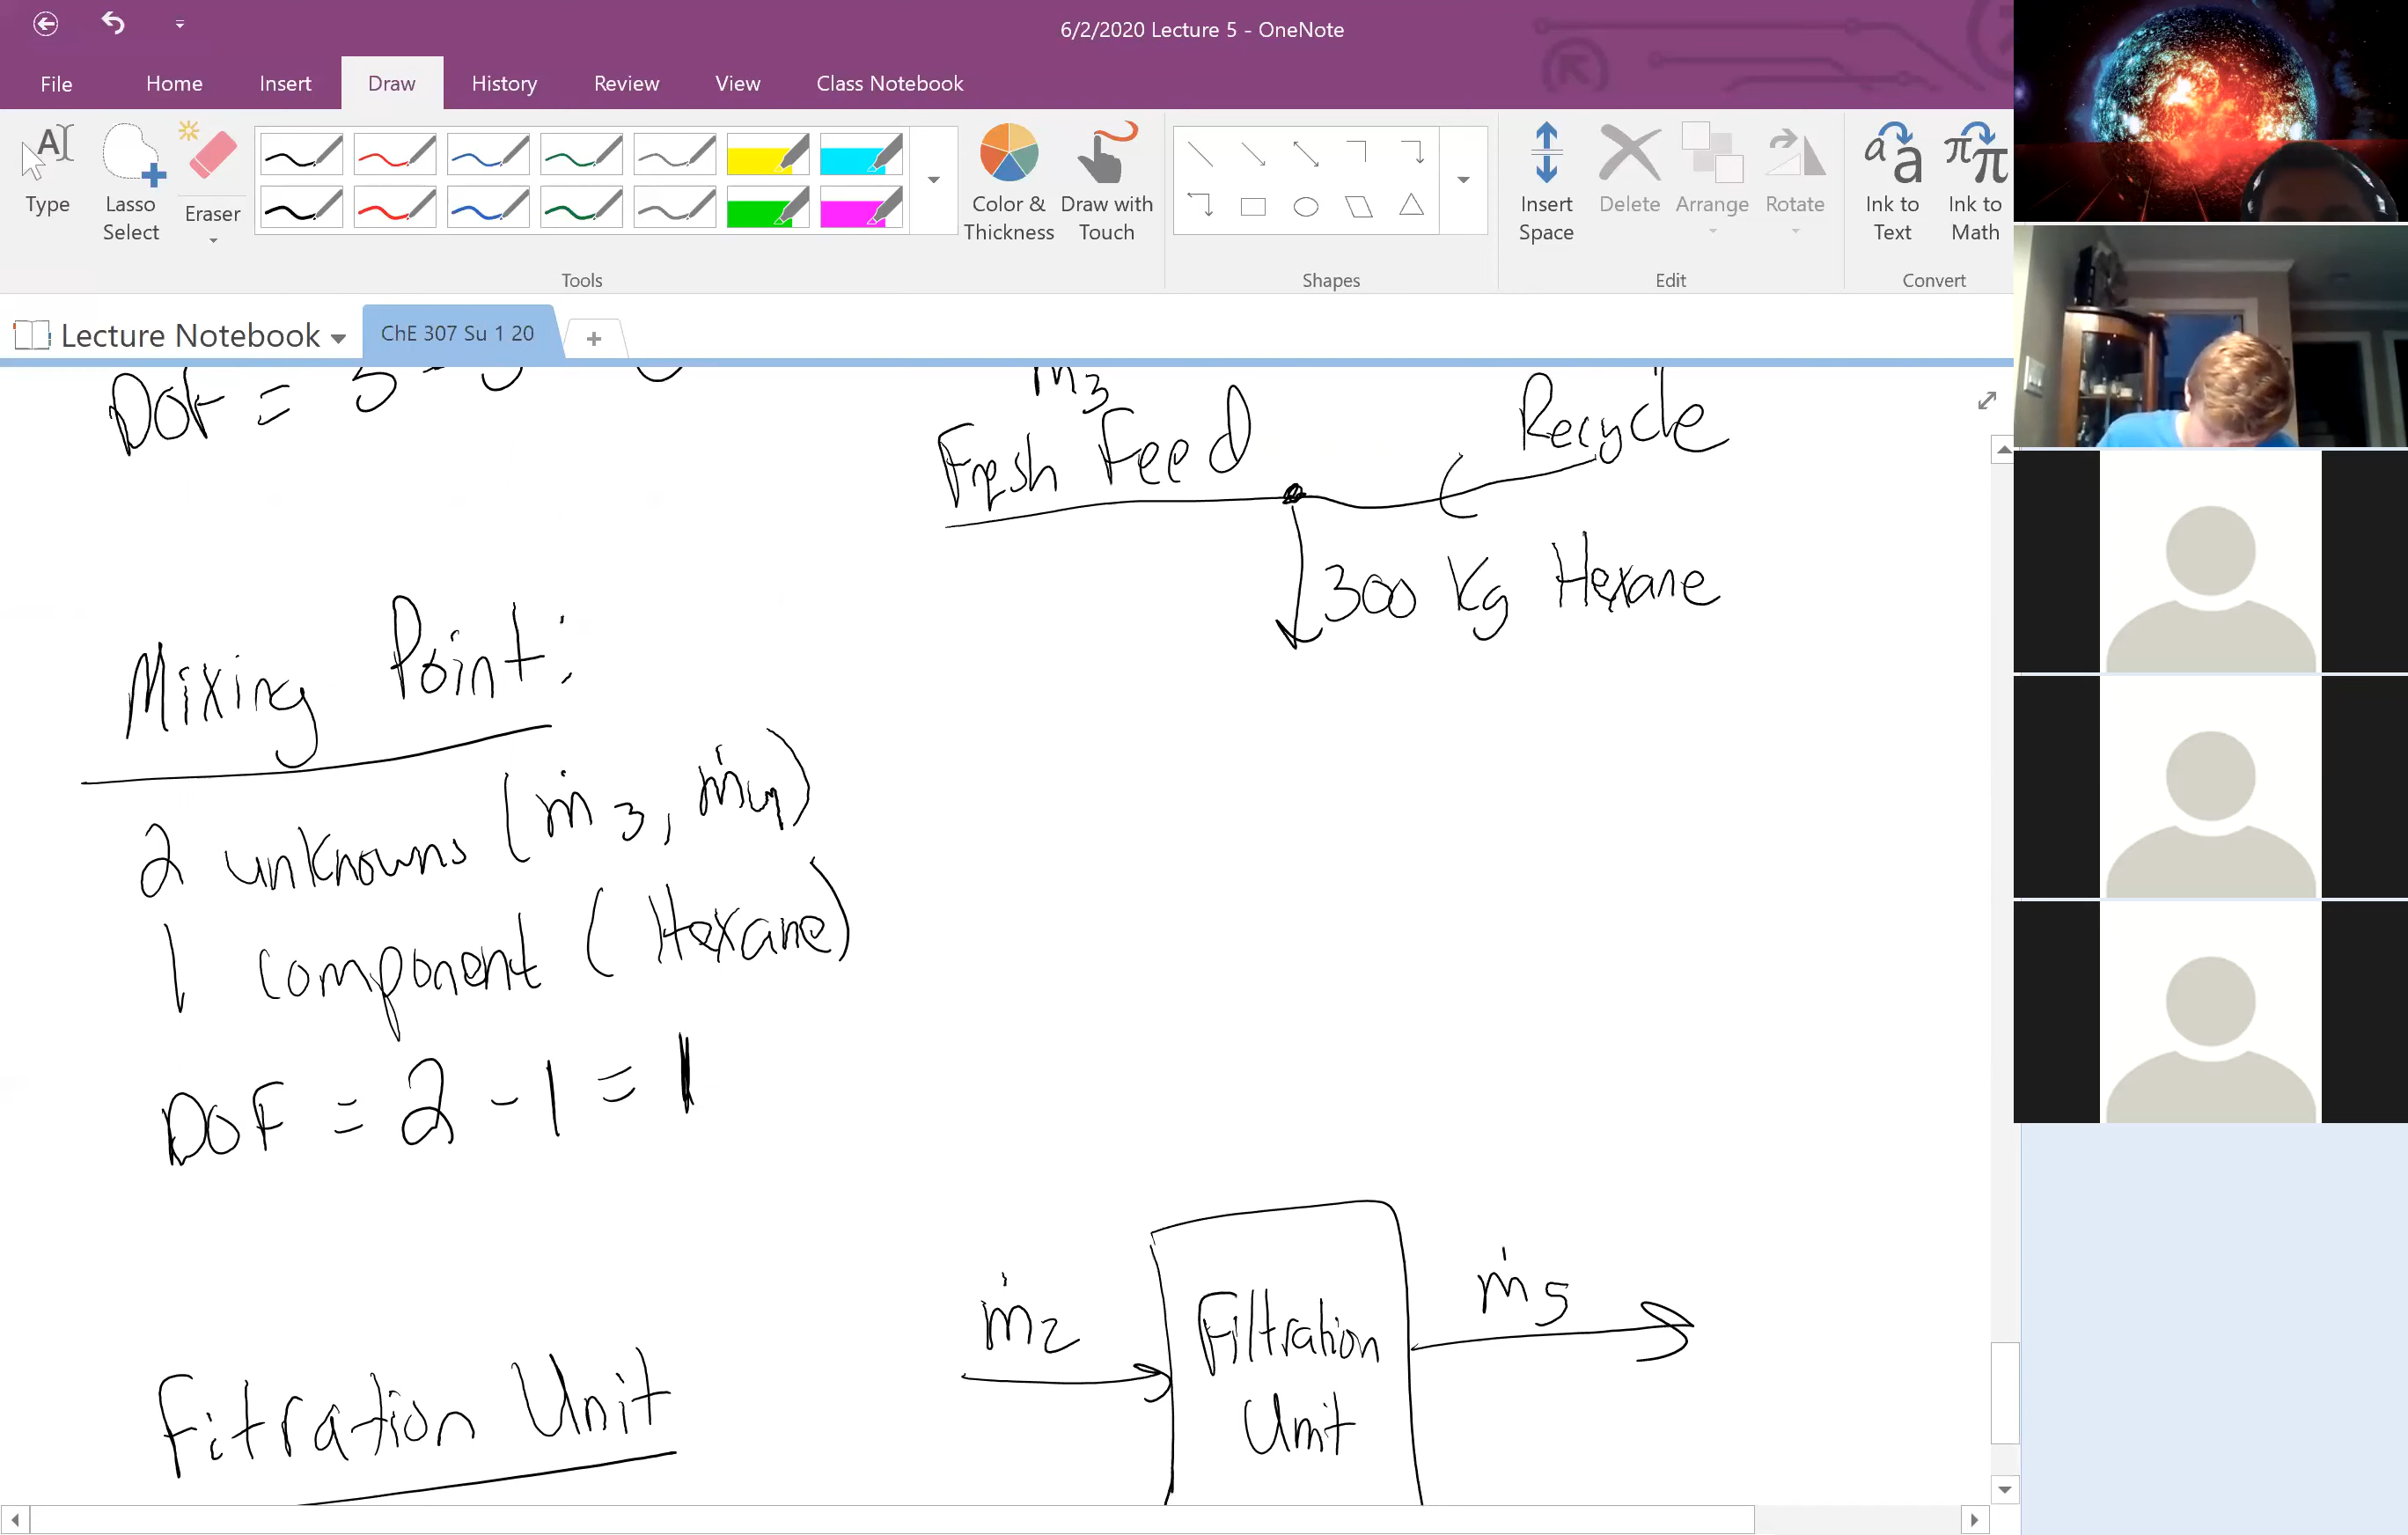 6/2/2020 Lecture 5 - OneNote
File Home Insert Draw History Review View Class Notebook
Type
Lasso Select
Eraser
Color & Thickness
Draw with Touch
Insert Space
Delete
Arrange
Rotate
Ink to Text
Ink to Math
Tools Shapes Edit Convert
Lecture Notebook
ChE 307 Su 1 20
+
DOF =
ṁ3
Fresh Feed
Recycle
300 Kg Hexane
Mixing Point:
2 unknowns (ṁ3, ṁ4)
1 component (Hexane)
DOF = 2 - 1 = 1
Fitration Unit
ṁ2
Filtration
Unit
ṁ5